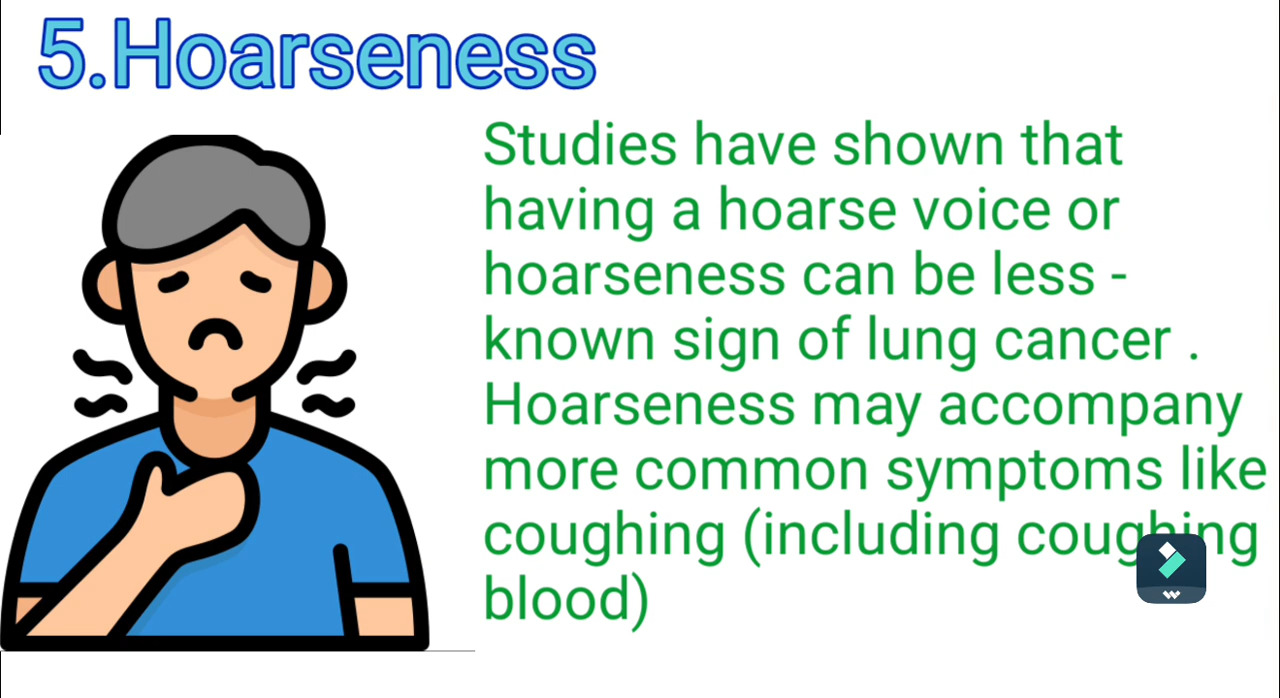 5.Hoarseness
Studies have shown that
having a hoarse voice or
hoarseness can be less -
known sign of lung cancer .
Hoarseness may accompany
more common symptoms like
coughing (including coughing
blood)